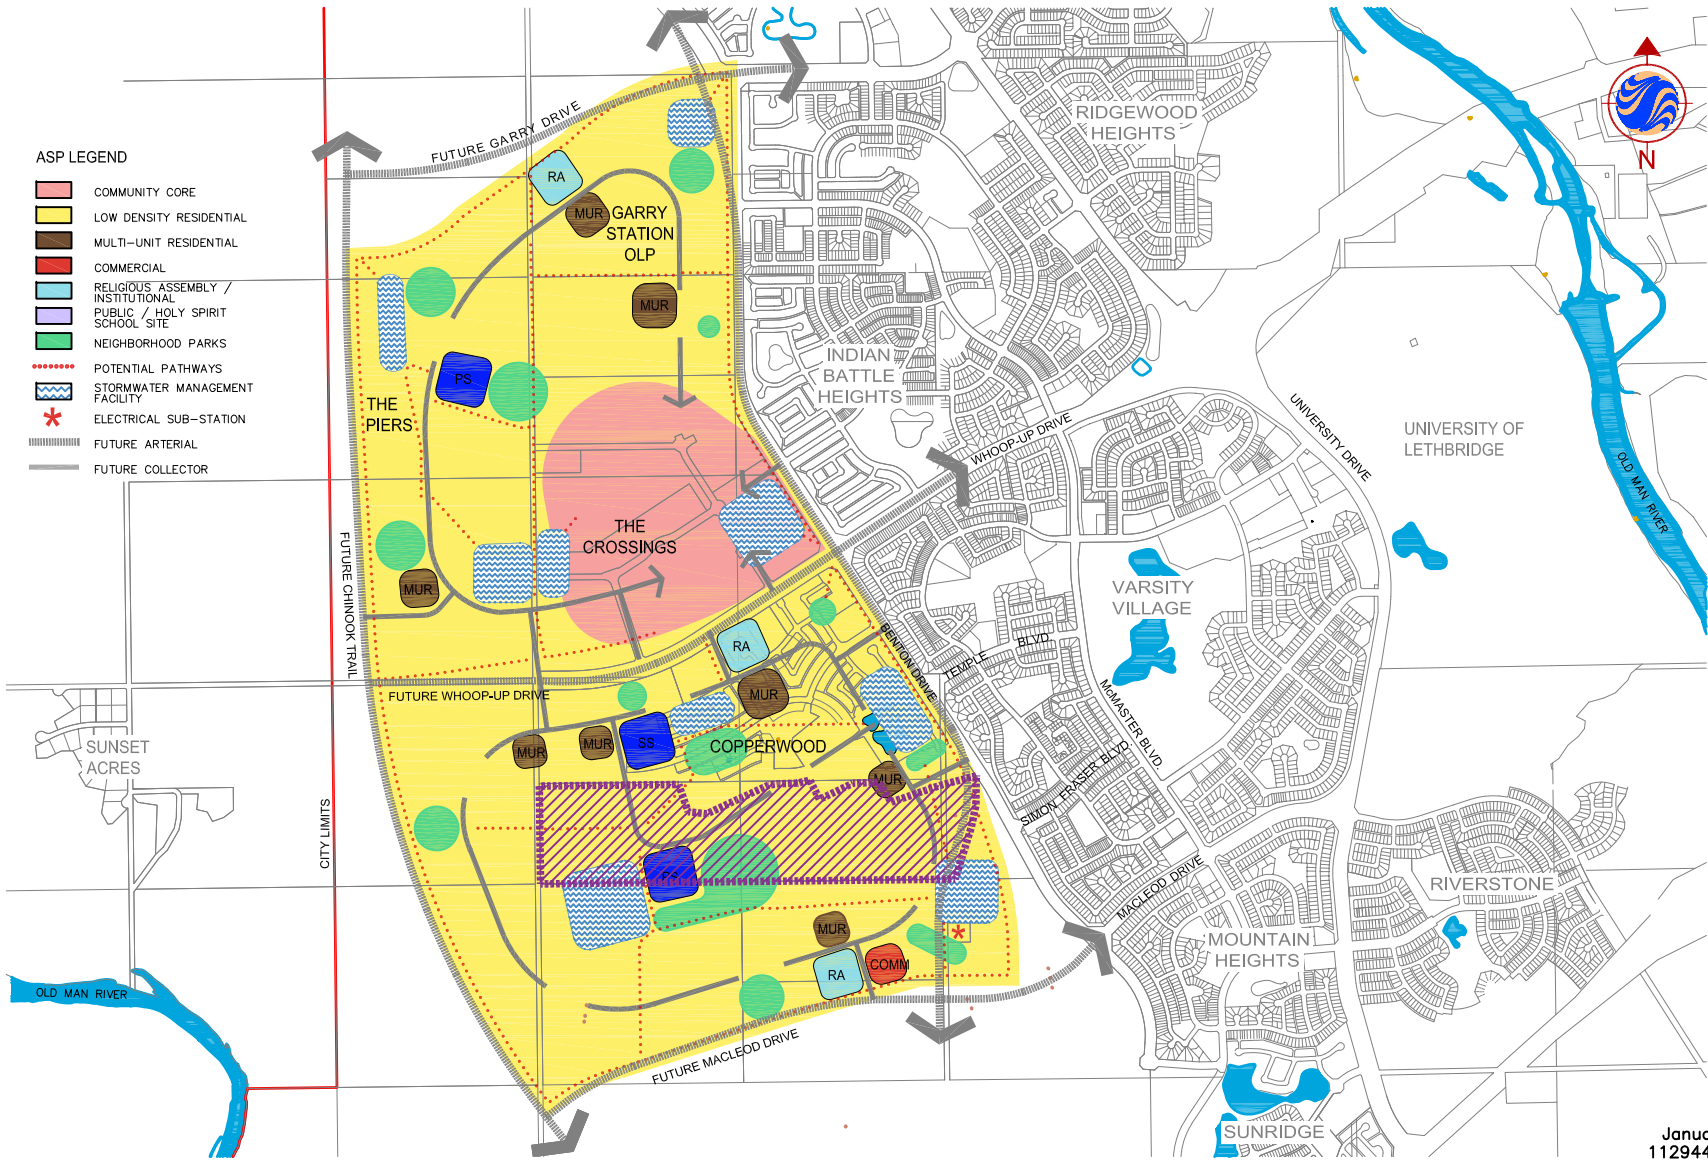 ASP LEGEND
COMMUNITY CORE
LOW DENSITY RESIDENTIAL
MULTI-UNIT RESIDENTIAL
COMMERCIAL
RELIGIOUS ASSEMBLY /
INSTITUTIONAL
PUBLIC / HOLY SPIRIT
SCHOOL SITE
NEIGHBORHOOD PARKS
POTENTIAL PATHWAYS
STORMWATER MANAGEMENT
FACILITY
ELECTRICAL SUB-STATION
FUTURE ARTERIAL
FUTURE COLLECTOR
FUTURE GARRY DRIVE
RA
MUR
GARRY
STATION
OLP
MUR
PS
THE
PIERS
THE
CROSSINGS
MUR
FUTURE CHINOOK TRAIL
CITY LIMITS
FUTURE WHOOP-UP DRIVE
RA
MUR
MUR
MUR
SS
COPPERWOOD
MUR
PS
MUR
RA
COMM
FUTURE MACLEOD DRIVE
SUNSET
ACRES
OLD MAN RIVER
RIDGEWOOD
HEIGHTS
N
INDIAN
BATTLE
HEIGHTS
WHOOP-UP DRIVE
UNIVERSITY DRIVE
UNIVERSITY OF
LETHBRIDGE
OLD MAN RIVER
VARSITY
VILLAGE
BENTON DRIVE
TEMPLE BLVD
McMASTER BLVD
SIMON FRASER BLVD
MACLEOD DRIVE
RIVERSTONE
MOUNTAIN
HEIGHTS
SUNRIDGE
Janu
11294